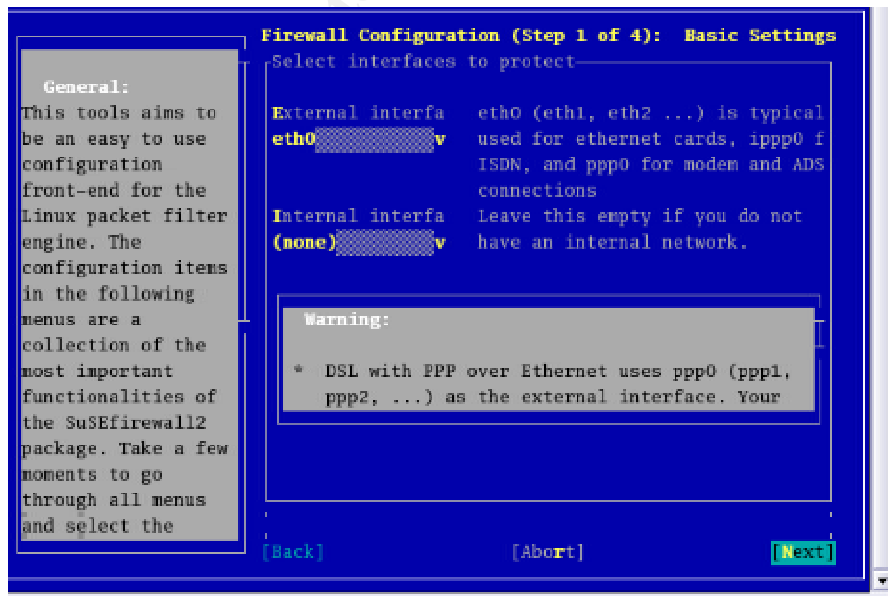 Firewall Configuration (Step 1 of 4): Basic Settings
General:
This tools aims to
be an easy to use
configuration
front-end for the
Linux packet filter
engine. The
configuration items
in the following
menus are a
collection of the
most important
functionalities of
the SuSEfirewall2
package. Take a few
moments to go
through all menus
and select the
Select interfaces to protect
External interfa
eth0 v
eth0 (eth1, eth2 ...) is typical
used for ethernet cards, ippp0 f
ISDN, and ppp0 for modem and ADS
connections
Internal interfa
(none) v
Leave this empty if you do not
have an internal network.
Warning:
* DSL with PPP over Ethernet uses ppp0 (ppp1,
ppp2, ...) as the external interface. Your
[Back] [Abort] [Next]